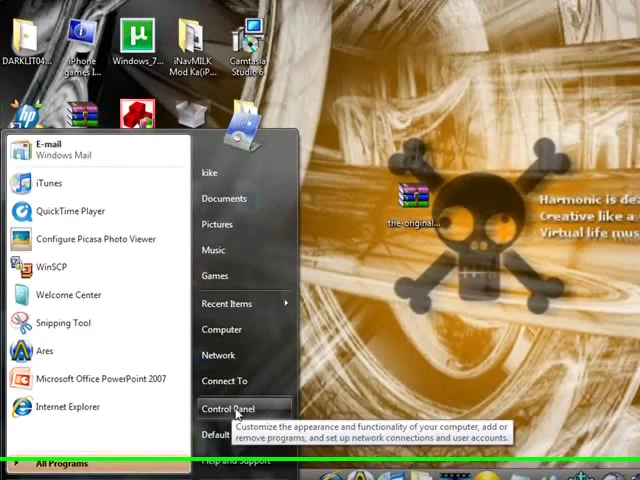 DARKLIT04...
iPhone
games I...
Windows_7...
iNavMILK
Mod Ka(iP...
Camtasia
Studio 6
hp
E-mail
Windows Mail
iTunes
QuickTime Player
Configure Picasa Photo Viewer
WinSCP
Welcome Center
Snipping Tool
Ares
Microsoft Office PowerPoint 2007
Internet Explorer
All Programs
kike
Documents
Pictures
Music
Games
Recent Items
Computer
Network
Connect To
Control Panel
Default
Help and Support
Customize the appearance and functionality of your computer, add or
remove programs, and set up network connections and user accounts.
the-original...
Harmonic is dea
Creative like a
Virtual life mus